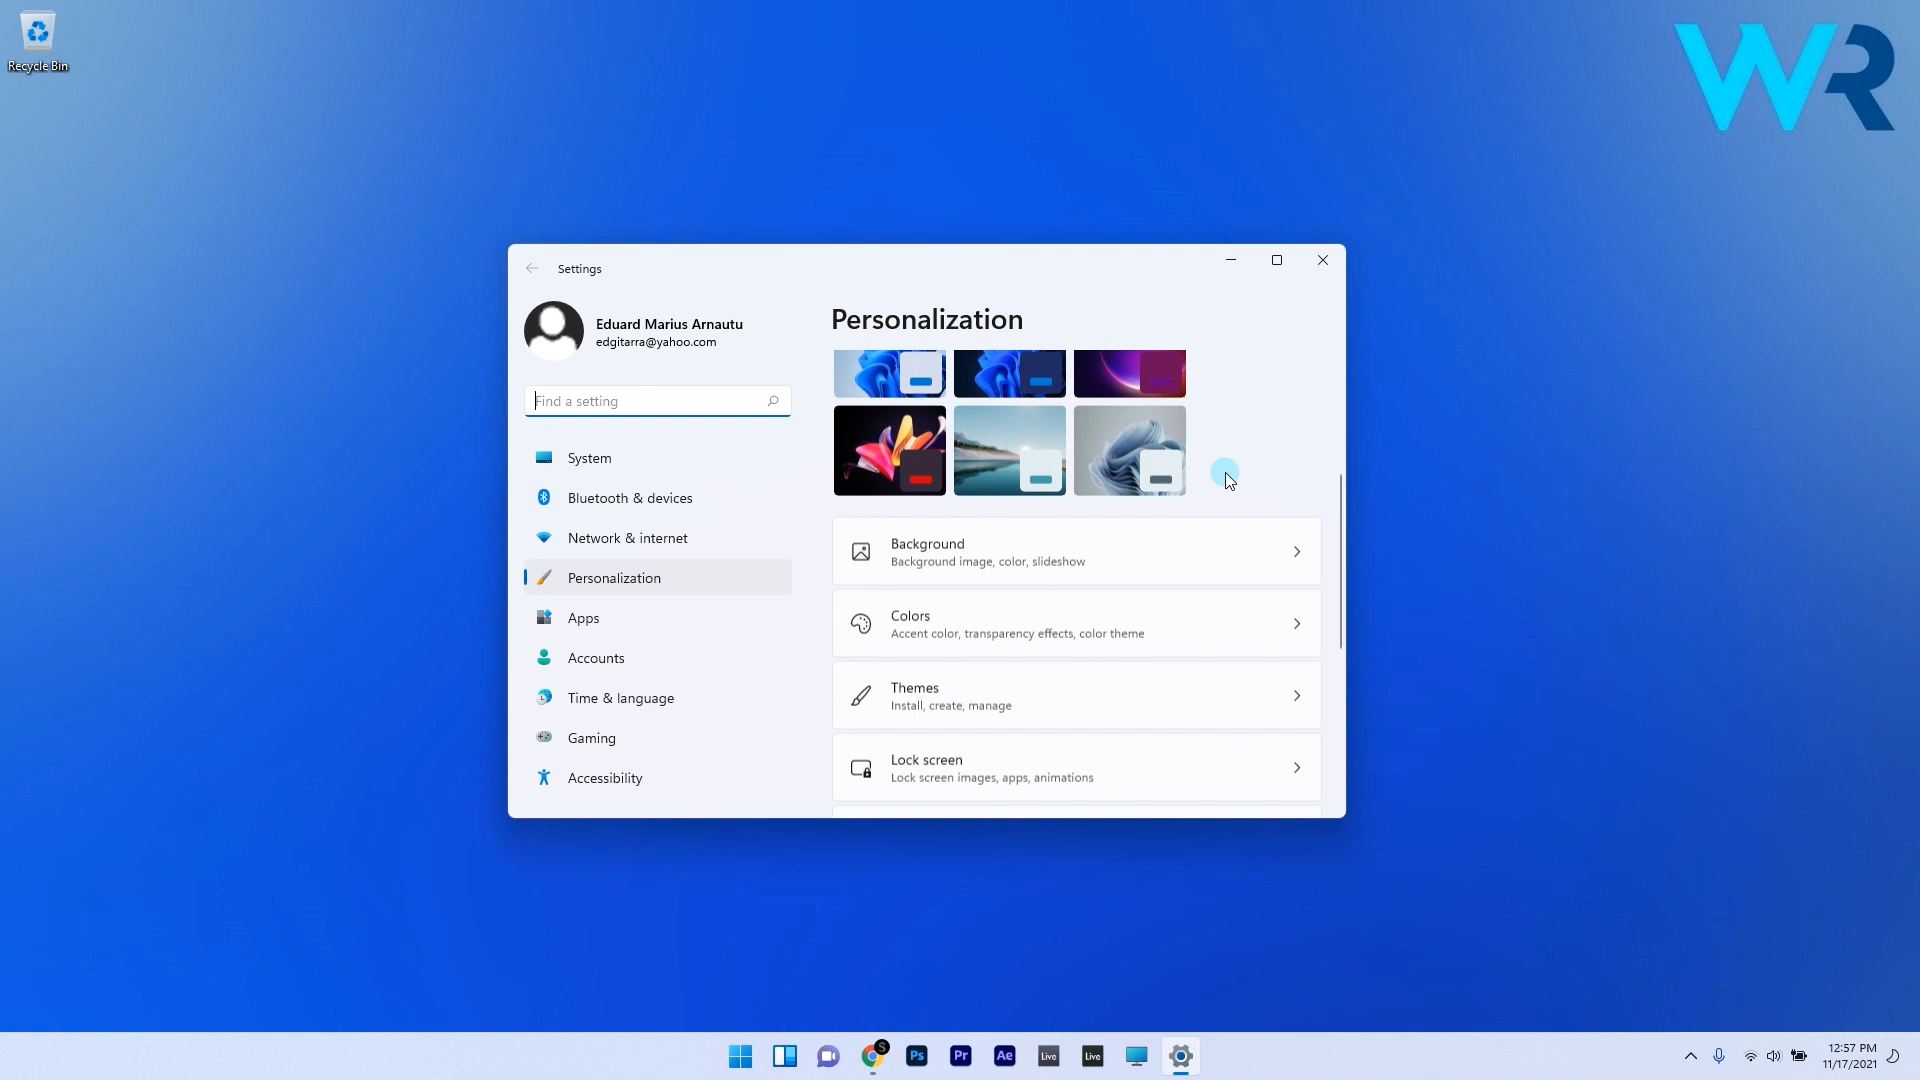 Recycle Bin
WR
Settings
Eduard Marius Arnautu
edgitarra@yahoo.com
Find a setting
System
Bluetooth & devices
Network & internet
Personalization
Apps
Accounts
Time & language
Gaming
Accessibility
Personalization
Background
Background image, color, slideshow
Colors
Accent color, transparency effects, color theme
Themes
Install, create, manage
Lock screen
Lock screen images, apps, animations
S
Ps
Pr
Ae
Live
Live
12:57 PM
11/17/2021